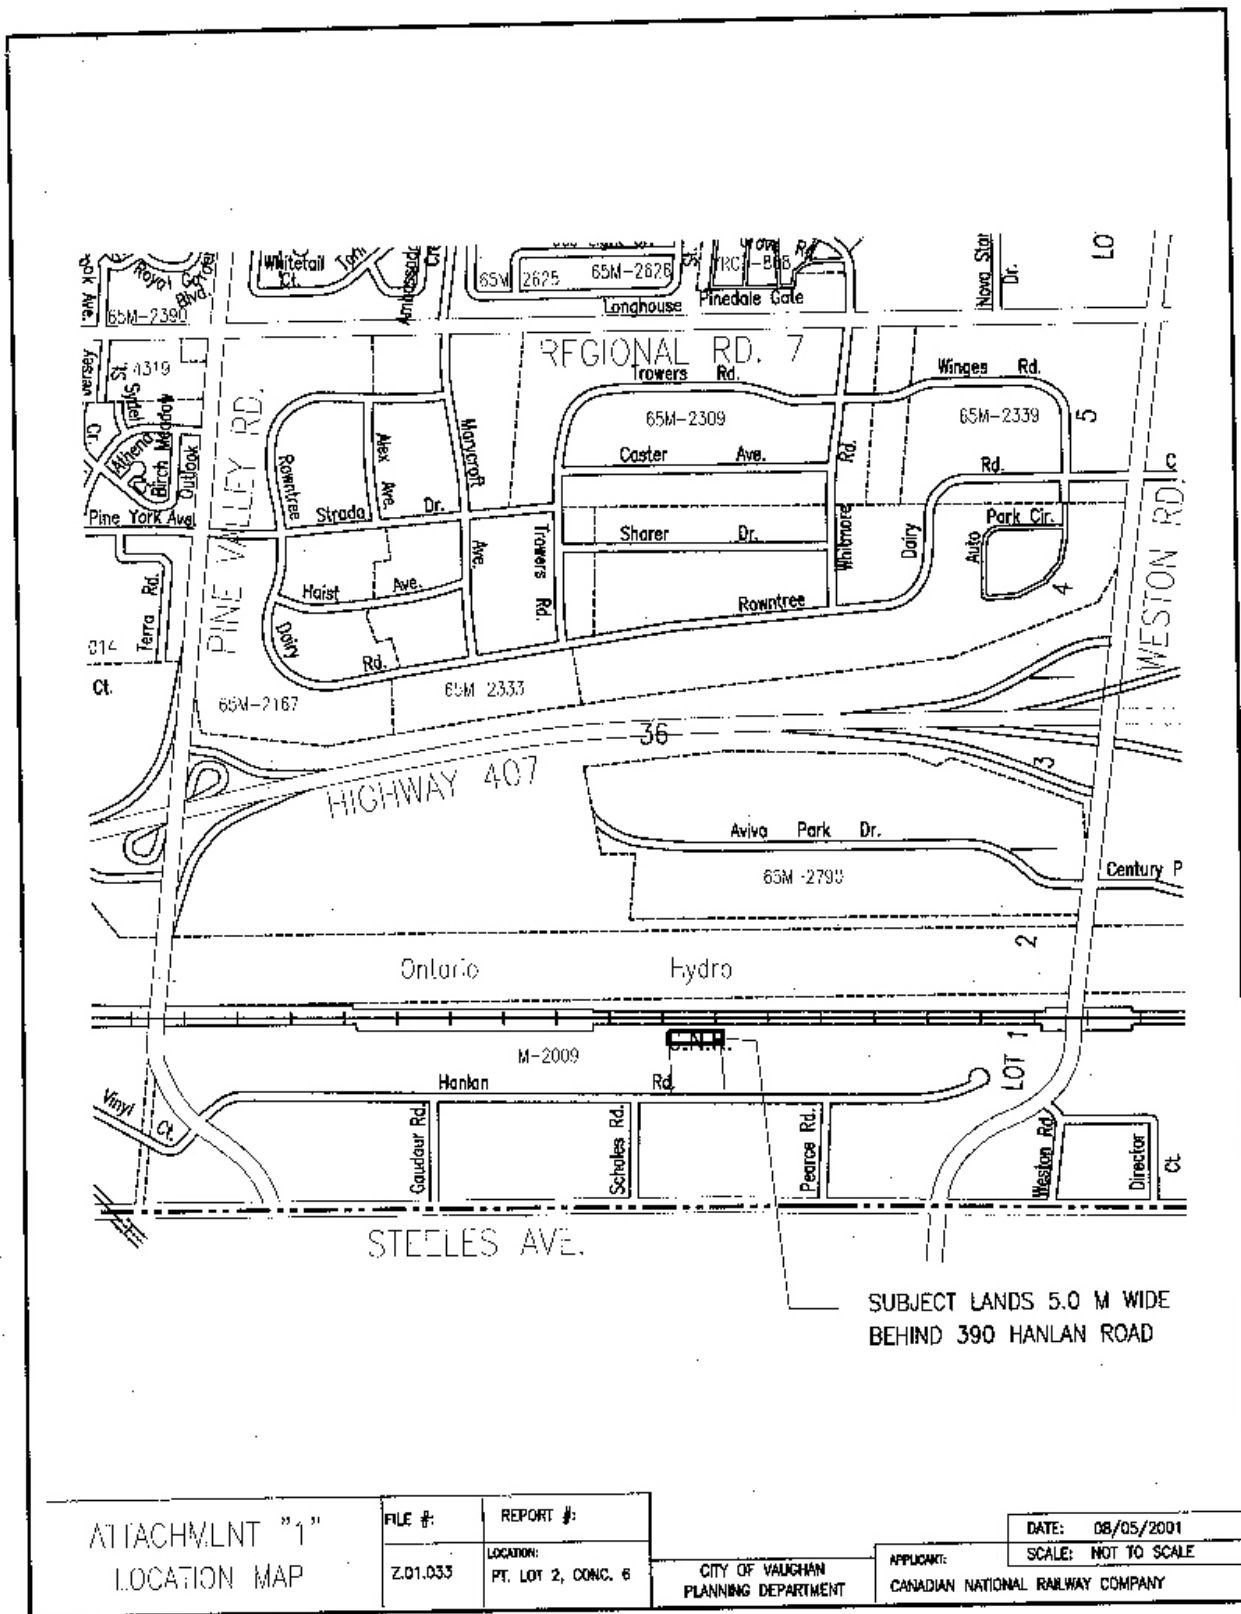 Whitetail
Ct.
Royal Garden
Blvd.
65M-2390
65M 2625
65M-2626
Longhouse
Pinedale Gate
Nova Star
Dr.
LO
REGIONAL RD. 7
4319
Trowers Rd.
Winges Rd.
65M-2309
65M-2339
5
Cr.
Athena
Birch Meadow
Outlook
PINE VALLEY RD.
Rowntree
Alex
Ave.
Marycroft
Ave.
Caster Ave.
Rd.
Rd.
C
Pine York Ave.
Strada Dr.
Trowers
Rd.
Sharer Dr.
Whitmore
Dairy
Auto
Park Cir.
WESTON RD
Terra Rd.
Haist Ave.
Rowntree
4
Dairy
Rd.
014
Ct.
65M-2167
65M-2333
36
3
HIGHWAY 407
Aviva Park Dr.
65M-2790
Century P
2
Ontario Hydro
C.N.R.
M-2009
LOT 1
Hanlan Rd.
Vinyl
Ct.
Gaudaur Rd.
Scholes Rd.
Pearce Rd.
Weston Rd.
Director
Ct.
STEELES AVE.
SUBJECT LANDS 5.0 M WIDE
BEHIND 390 HANLAN ROAD
ATTACHMENT "1"
LOCATION MAP
FILE #:
Z.01.033
REPORT #:
LOCATION:
PT. LOT 2, CONC. 6
CITY OF VAUGHAN
PLANNING DEPARTMENT
APPLICANT:
CANADIAN NATIONAL RAILWAY COMPANY
DATE: 08/05/2001
SCALE: NOT TO SCALE